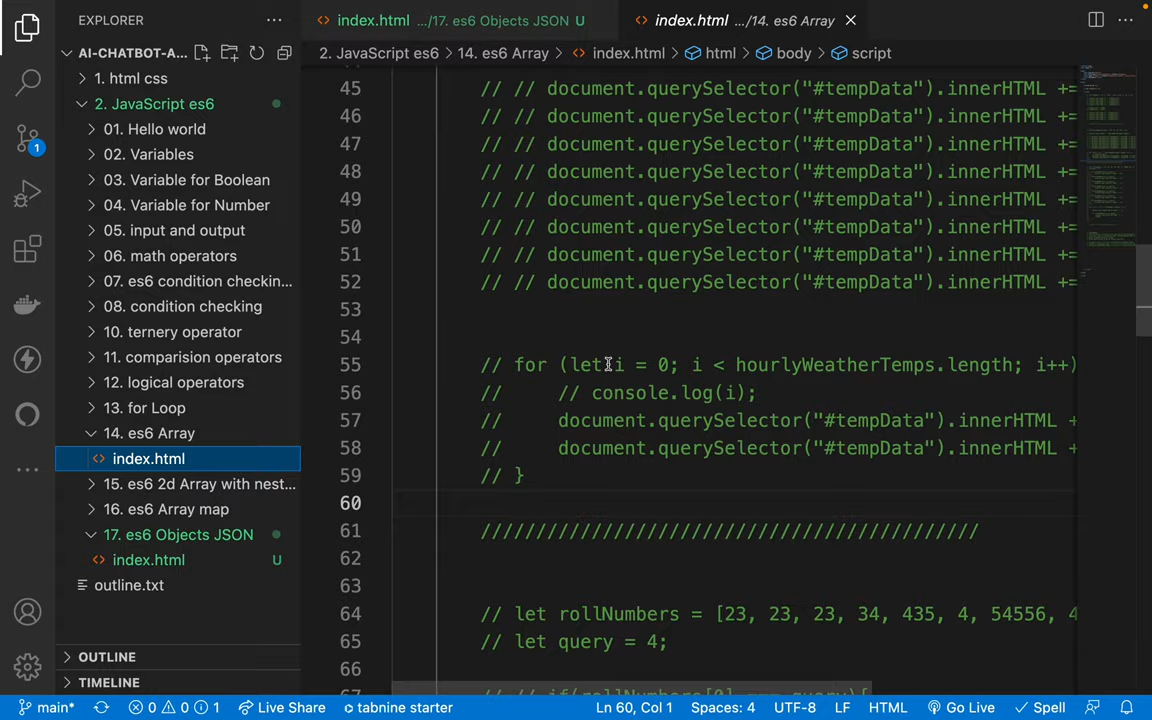 EXPLORER
index.html .../17. es6 Objects JSON U
index.html .../14. es6 Array
AI-CHATBOT-A...
2. JavaScript es6 > 14. es6 Array > index.html > html > body > script
1. html css
2. JavaScript es6
01. Hello world
02. Variables
03. Variable for Boolean
04. Variable for Number
05. input and output
06. math operators
07. es6 condition checkin...
08. condition checking
10. ternery operator
11. comparision operators
12. logical operators
13. for Loop
14. es6 Array
index.html
15. es6 2d Array with nest...
16. es6 Array map
17. es6 Objects JSON
index.html U
outline.txt
OUTLINE
TIMELINE
45 // // document.querySelector("#tempData").innerHTML +=
46 // // document.querySelector("#tempData").innerHTML +=
47 // // document.querySelector("#tempData").innerHTML +=
48 // // document.querySelector("#tempData").innerHTML +=
49 // // document.querySelector("#tempData").innerHTML +=
50 // // document.querySelector("#tempData").innerHTML +=
51 // // document.querySelector("#tempData").innerHTML +=
52 // // document.querySelector("#tempData").innerHTML +=
53
54
55 // for (let i = 0; i < hourlyWeatherTemps.length; i++)
56 // // console.log(i);
57 // document.querySelector("#tempData").innerHTML +
58 // document.querySelector("#tempData").innerHTML +
59 // }
60
61 /////////////////////////////////////////////
62
63
64 // let rollNumbers = [23, 23, 23, 34, 435, 4, 54556, 4
65 // let query = 4;
66
67 // // if(rollNumbers[0] === query){
1
main* 0 0 1 Live Share tabnine starter Ln 60, Col 1 Spaces: 4 UTF-8 LF HTML Go Live Spell